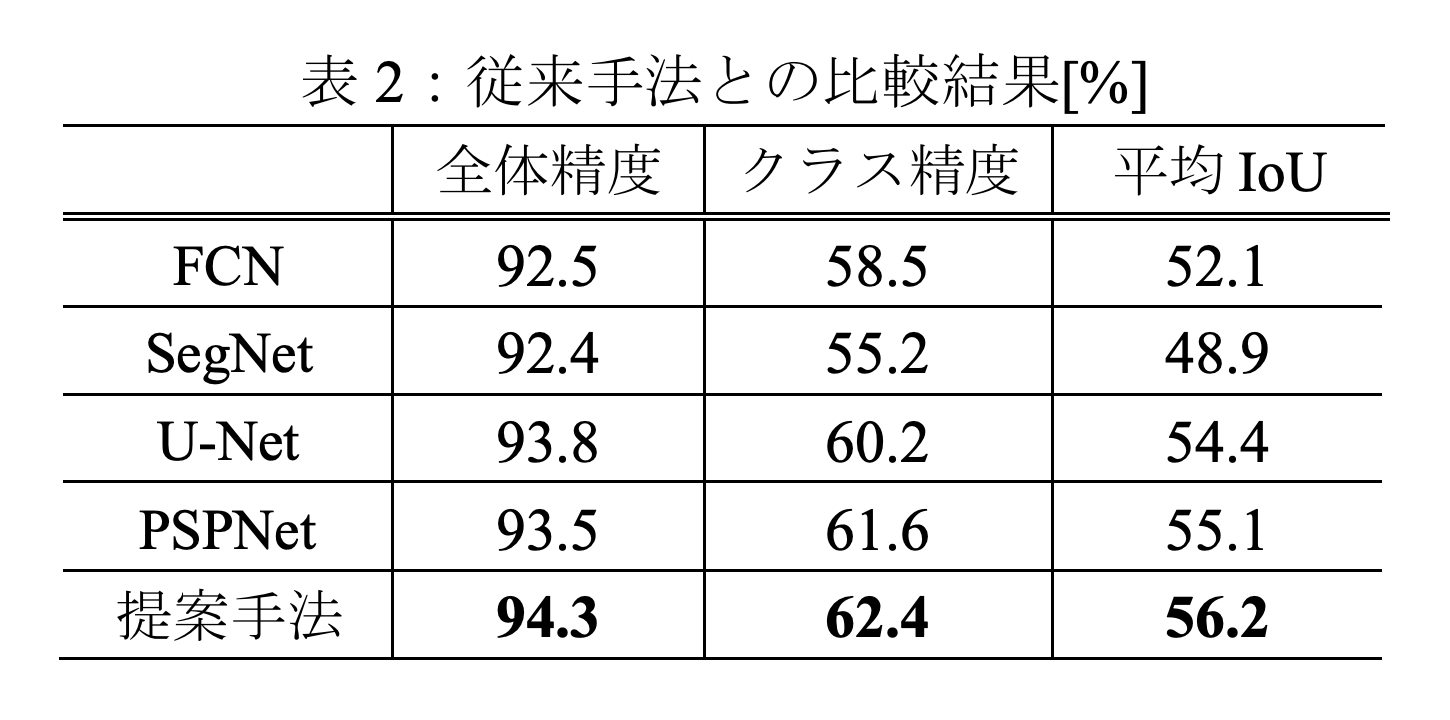 表 2：従来手法との比較結果[%]
全体精度 クラス精度 平均 IoU
FCN 92.5 58.5 52.1
SegNet 92.4 55.2 48.9
U-Net 93.8 60.2 54.4
PSPNet 93.5 61.6 55.1
提案手法 94.3 62.4 56.2